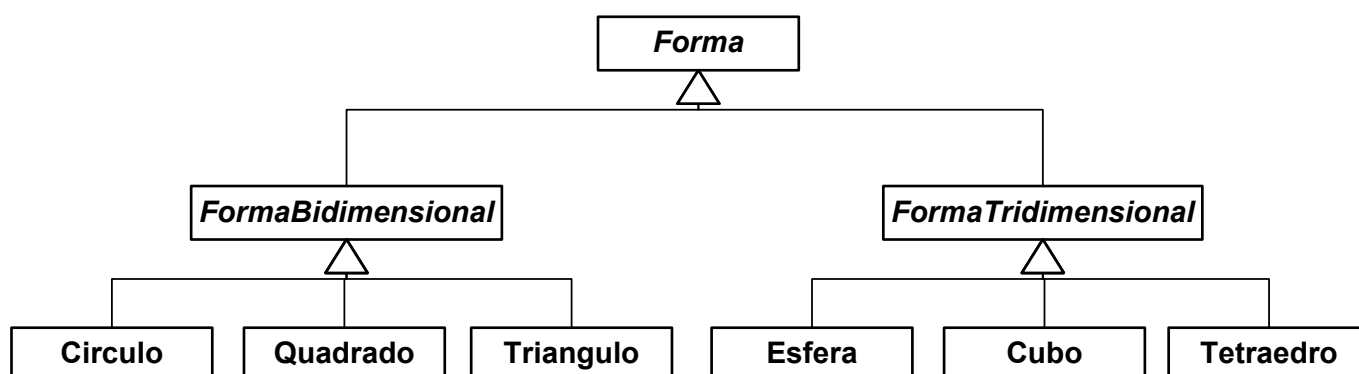 Forma
FormaBidimensional
FormaTridimensional
Circulo
Quadrado
Triangulo
Esfera
Cubo
Tetraedro